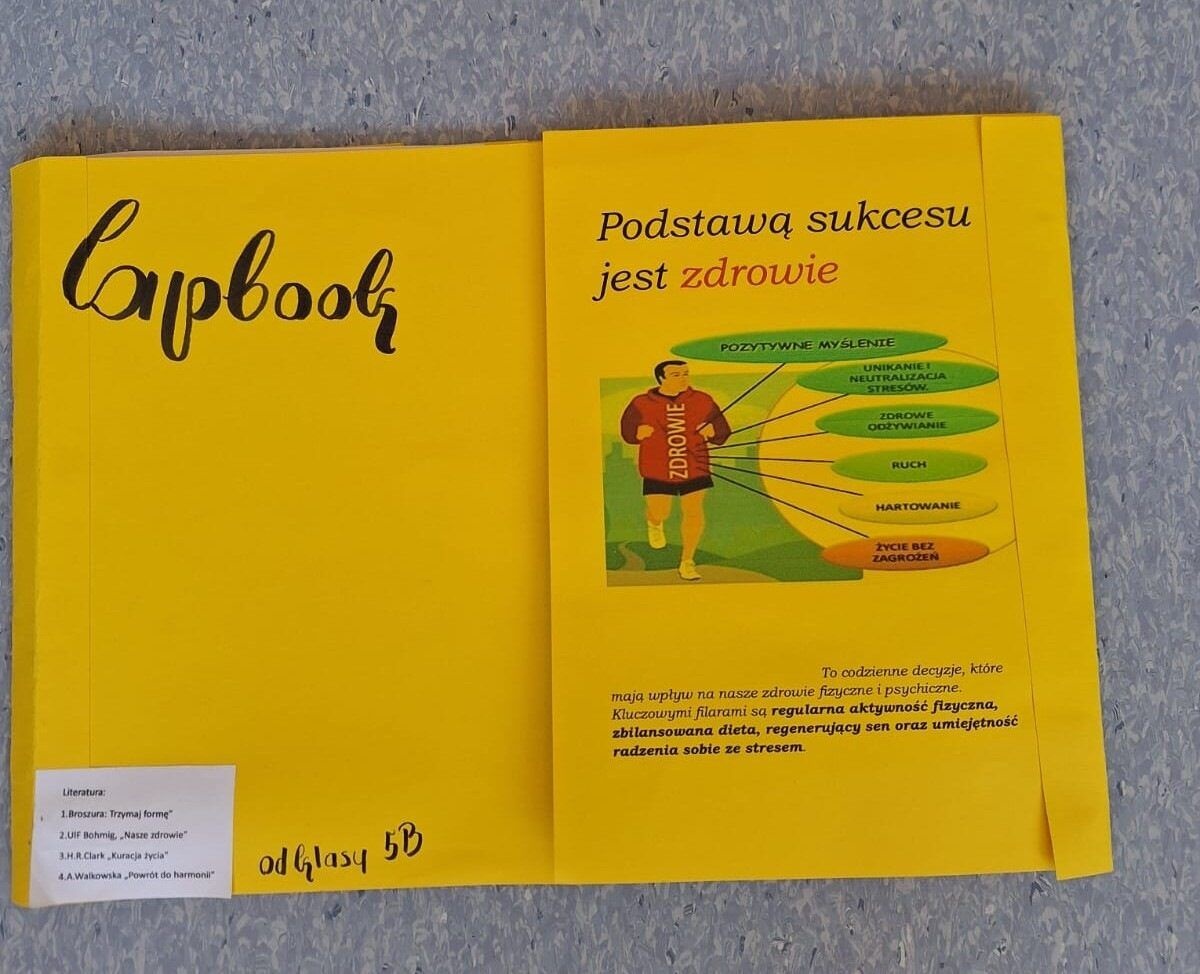 Lapbook
Literatura:
1.Broszura: Trzymaj formę"
2.UlF Bohmig, „Nasze zdrowie"
3.H.R.Clark „Kuracja życia"
4.A.Walkowska „Powrót do harmonii"
od klasy 5B
Podstawą sukcesu
jest zdrowie
ZDROWIE
POZYTYWNE MYŚLENIE
UNIKANIE I
NEUTRALIZACJA
STRESÓW.
ZDROWE
ODŻYWIANIE
RUCH
HARTOWANIE
ŻYCIE BEZ
ZAGROŻEŃ
To codzienne decyzje, które
mają wpływ na nasze zdrowie fizyczne i psychiczne.
Kluczowymi filarami są regularna aktywność fizyczna,
zbilansowana dieta, regenerujący sen oraz umiejętność
radzenia sobie ze stresem.